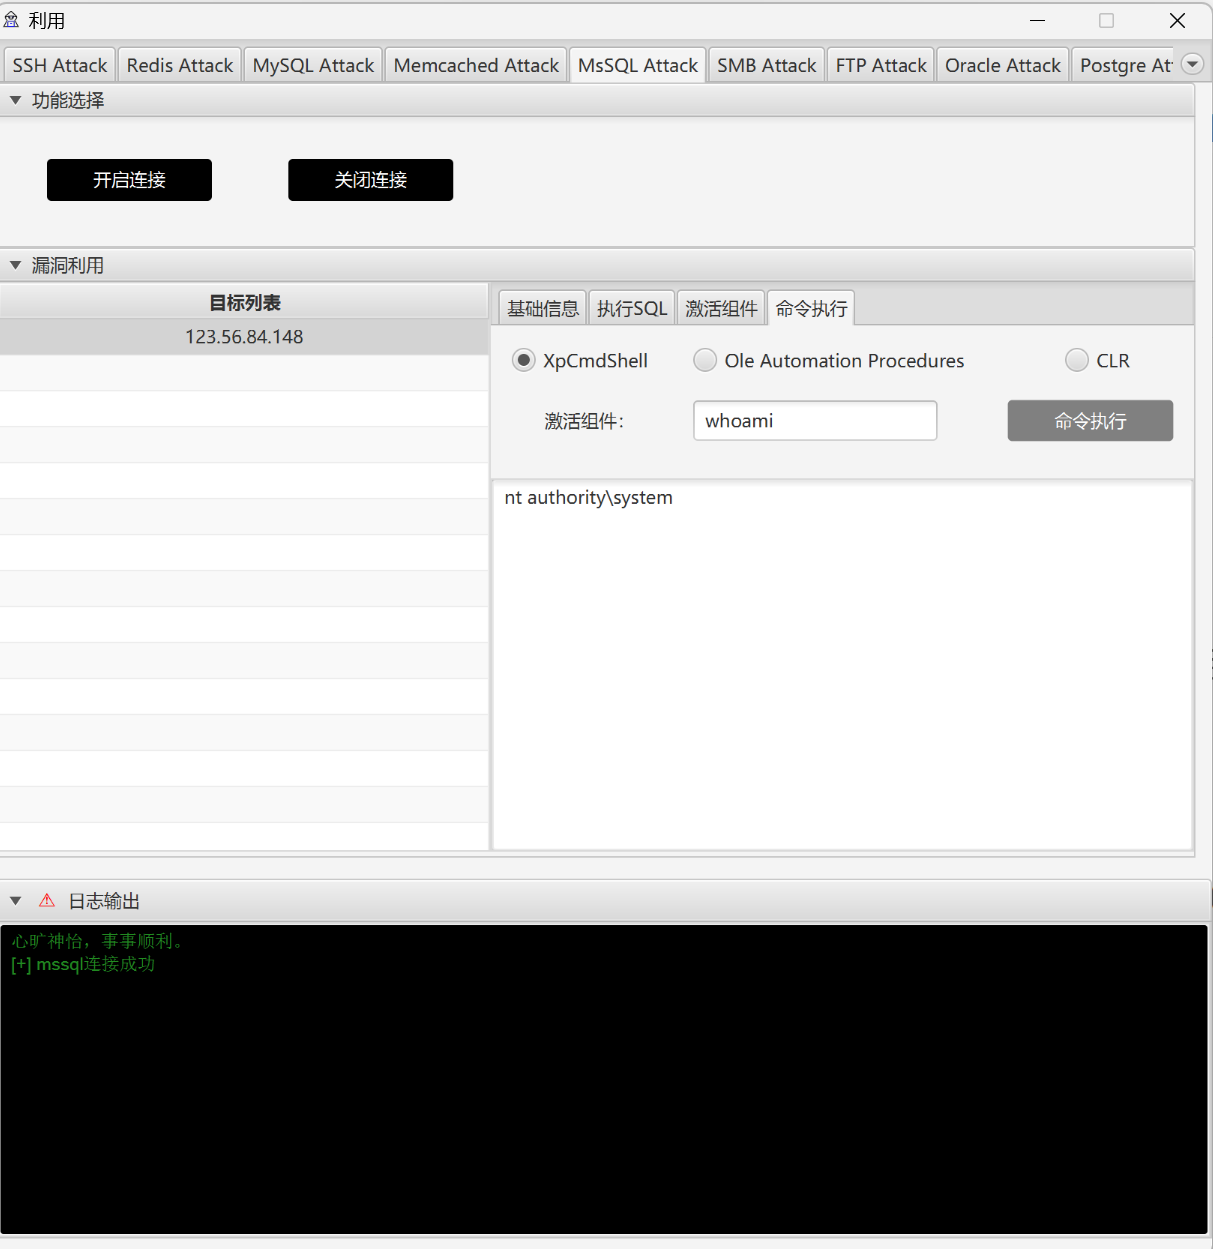 利用
SSH Attack Redis Attack MySQL Attack Memcached Attack MsSQL Attack SMB Attack FTP Attack Oracle Attack Postgre At
功能选择
开启连接 关闭连接
漏洞利用
目标列表
123.56.84.148
基础信息 执行SQL 激活组件 命令执行
XpCmdShell Ole Automation Procedures CLR
激活组件: whoami 命令执行
nt authority\system
日志输出
心旷神怡，事事顺利。
[+] mssql连接成功